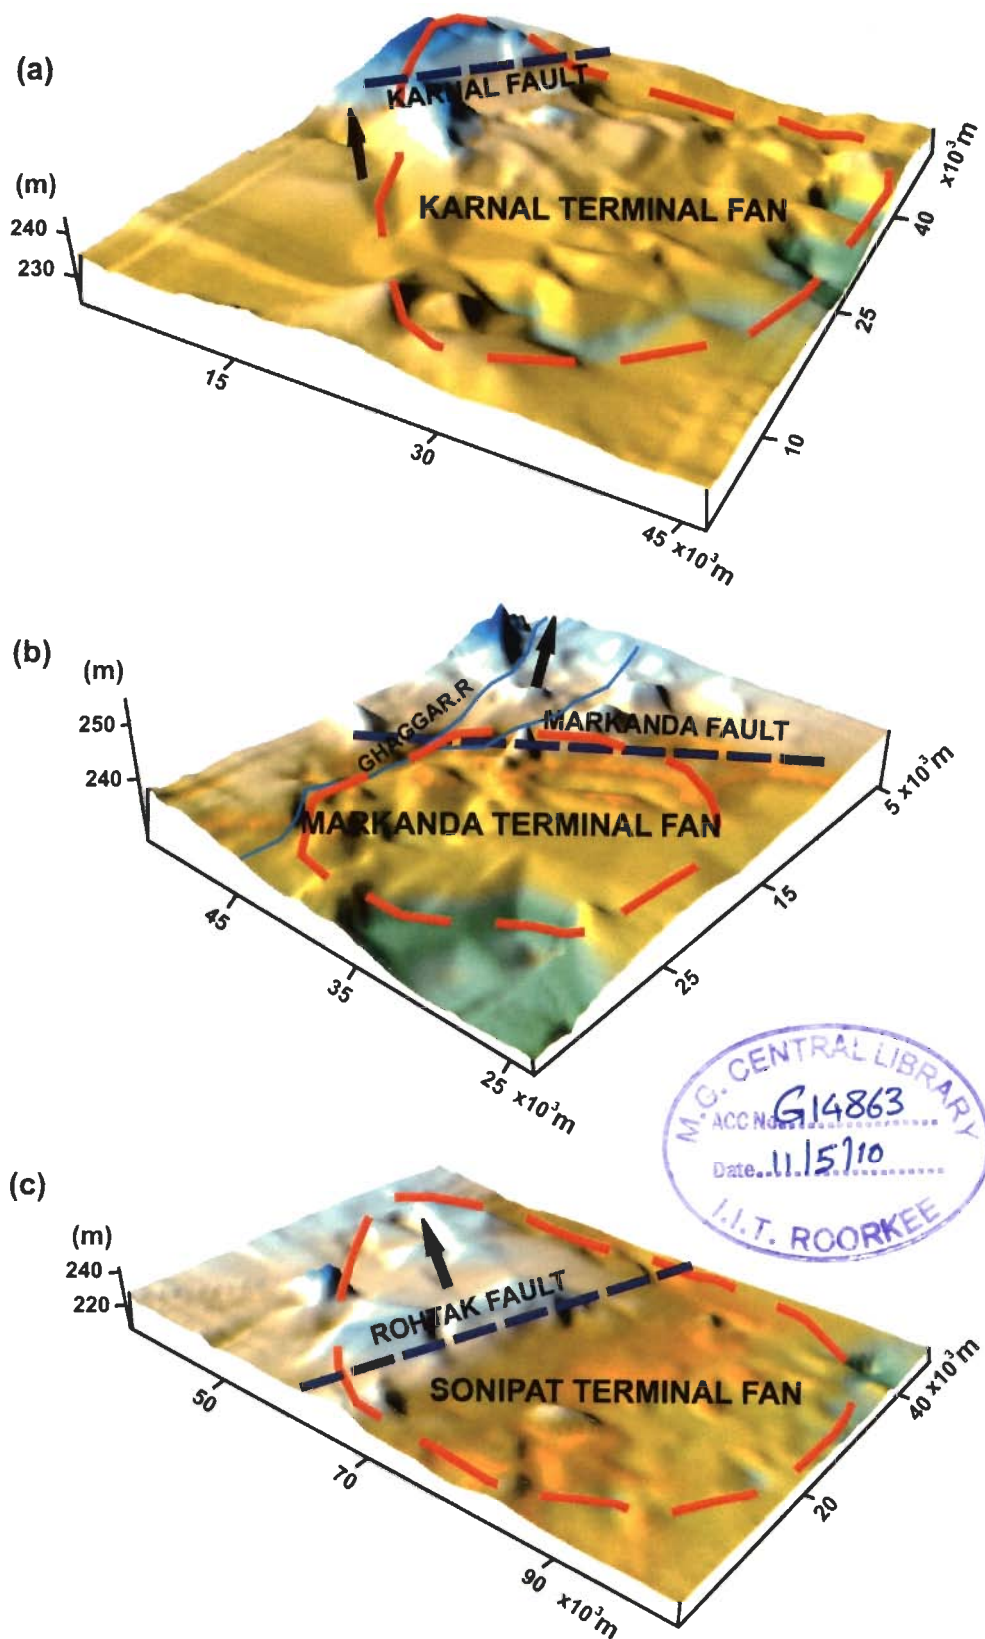 (a)
KARNAL FAULT
KARNAL TERMINAL FAN
(m)
240
230
15
30
45 x10³m
10
25
40
x10³m
(b)
(m)
250
240
GHAGGAR.R
MARKANDA FAULT
MARKANDA TERMINAL FAN
45
35
25 x10³m
25
15
5 x10³m
M.G. CENTRAL LIBRARY
ACC No. G14863
Date. 11/5/10
I.I.T. ROORKEE
(c)
(m)
240
220
ROHTAK FAULT
SONIPAT TERMINAL FAN
50
70
90 x10³m
20
40 x10³m